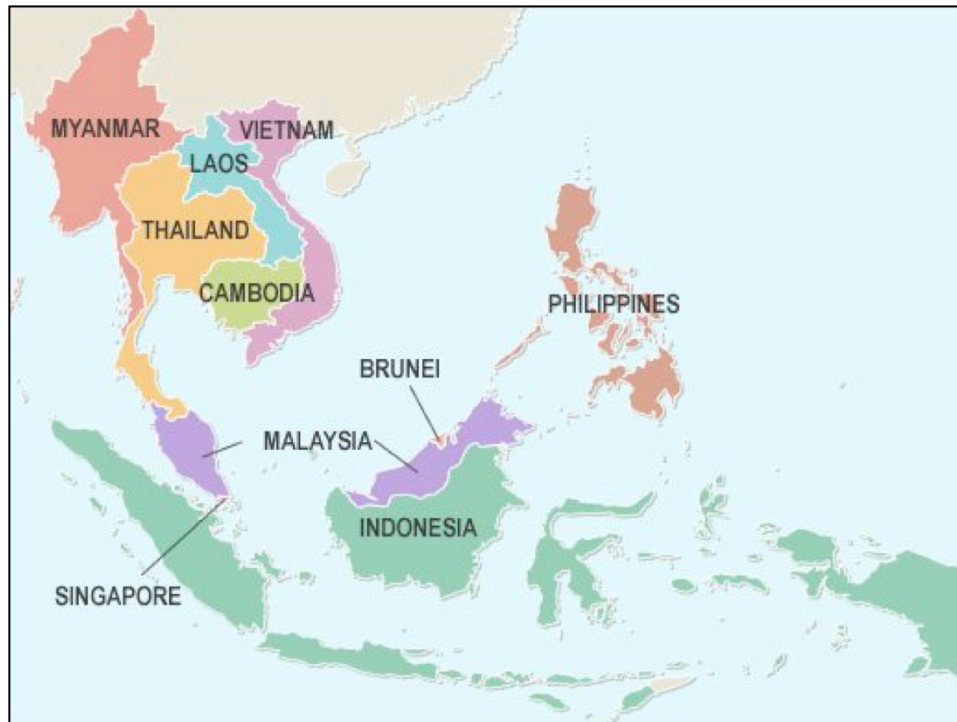 MYANMAR
VIETNAM
LAOS
THAILAND
CAMBODIA
PHILIPPINES
BRUNEI
MALAYSIA
INDONESIA
SINGAPORE